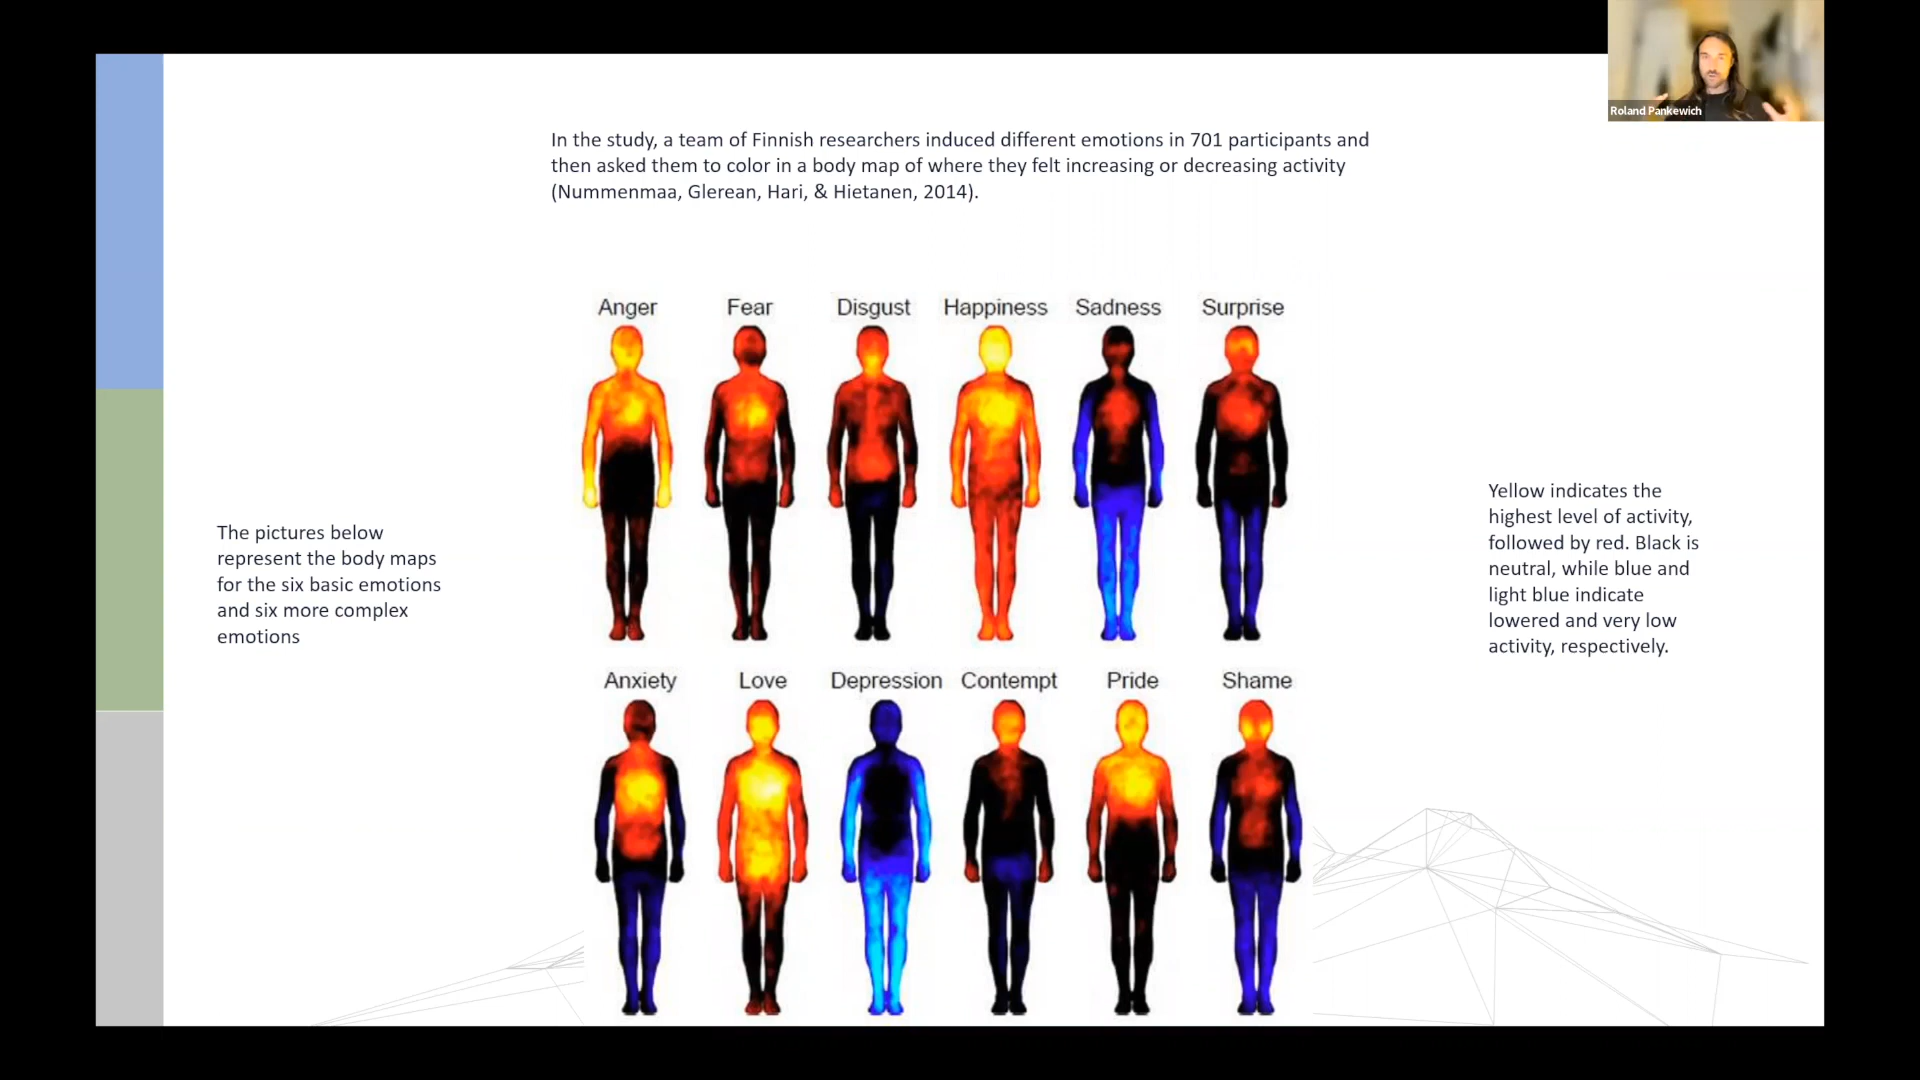 Roland Pankewich
In the study, a team of Finnish researchers induced different emotions in 701 participants and
then asked them to color in a body map of where they felt increasing or decreasing activity
(Nummenmaa, Glerean, Hari, & Hietanen, 2014).
The pictures below
represent the body maps
for the six basic emotions
and six more complex
emotions
Anger Fear Disgust Happiness Sadness Surprise
Anxiety Love Depression Contempt Pride Shame
Yellow indicates the
highest level of activity,
followed by red. Black is
neutral, while blue and
light blue indicate
lowered and very low
activity, respectively.